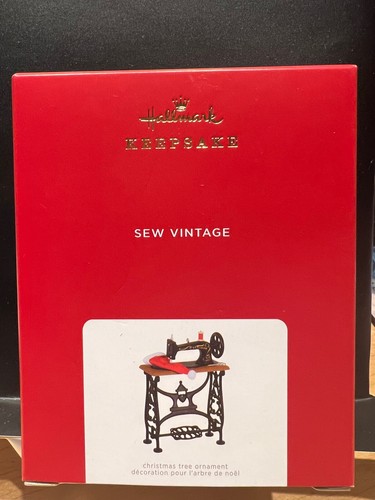 Hallmark
KEEPSAKE
SEW VINTAGE
christmas tree ornament
décoration pour l'arbre de noël